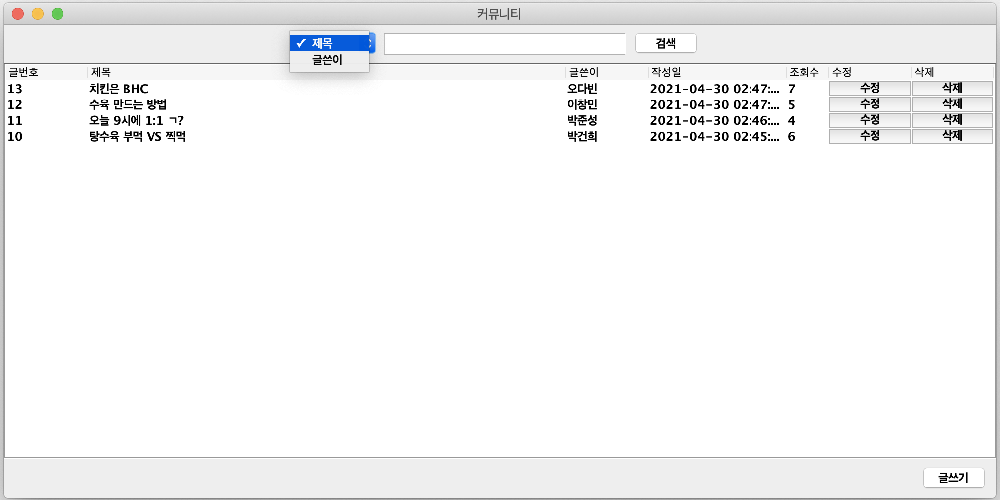 커뮤니티
✓ 제목 검색
글쓴이
글번호 제목 글쓴이 작성일 조회수 수정 삭제
13 치킨은 BHC 오다빈 2021-04-30 02:47:... 7 수정 삭제
12 수육 만드는 방법 이창민 2021-04-30 02:47:... 5 수정 삭제
11 오늘 9시에 1:1 ㄱ? 박준성 2021-04-30 02:46:... 4 수정 삭제
10 탕수육 부먹 VS 찍먹 박건희 2021-04-30 02:45:... 6 수정 삭제
글쓰기